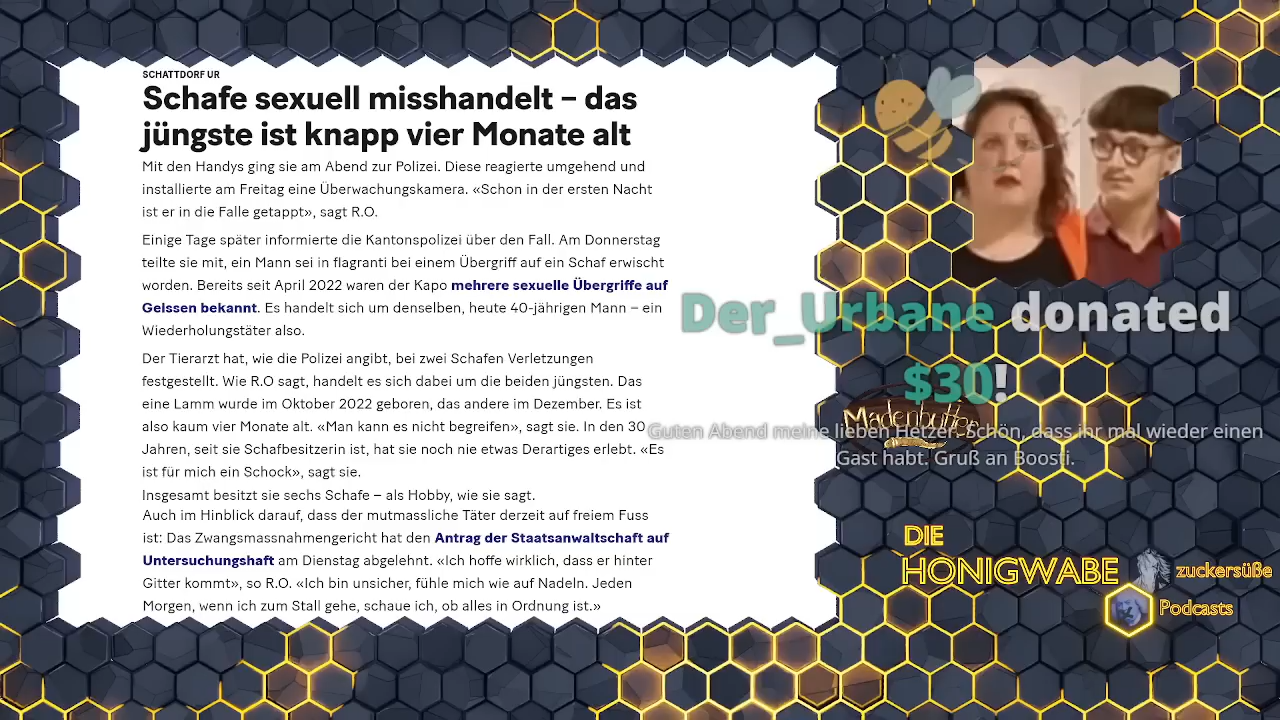 SCHATTDORF UR
Schafe sexuell misshandelt – das
jüngste ist knapp vier Monate alt
Mit den Handys ging sie am Abend zur Polizei. Diese reagierte umgehend und
installierte am Freitag eine Überwachungskamera. «Schon in der ersten Nacht
ist er in die Falle getappt», sagt R.O.
Einige Tage später informierte die Kantonspolizei über den Fall. Am Donnerstag
teilte sie mit, ein Mann sei in flagranti bei einem Übergriff auf ein Schaf erwischt
worden. Bereits seit April 2022 waren der Kapo mehrere sexuelle Übergriffe auf
Geissen bekannt. Es handelt sich um denselben, heute 40-jährigen Mann – ein
Wiederholungstäter also.
Der Tierarzt hat, wie die Polizei angibt, bei zwei Schafen Verletzungen
festgestellt. Wie R.O sagt, handelt es sich dabei um die beiden jüngsten. Das
eine Lamm wurde im Oktober 2022 geboren, das andere im Dezember. Es ist
also kaum vier Monate alt. «Man kann es nicht begreifen», sagt sie. In den 30
Jahren, seit sie Schafbesitzerin ist, hat sie noch nie etwas Derartiges erlebt. «Es
ist für mich ein Schock», sagt sie.
Insgesamt besitzt sie sechs Schafe – als Hobby, wie sie sagt.
Auch im Hinblick darauf, dass der mutmassliche Täter derzeit auf freiem Fuss
ist: Das Zwangsmassnahmengericht hat den Antrag der Staatsanwaltschaft auf
Untersuchungshaft am Dienstag abgelehnt. «Ich hoffe wirklich, dass er hinter
Gitter kommt», so R.O. «Ich bin unsicher, fühle mich wie auf Nadeln. Jeden
Morgen, wenn ich zum Stall gehe, schaue ich, ob alles in Ordnung ist.»
Der_Urbane donated
$30!
Madenbutter
Guten Abend meine lieben Hetzer. Schön, dass ihr mal wieder einen
Gast habt. Gruß an Boosti.
DIE
HONIGWABE
zuckersüße
Podcasts